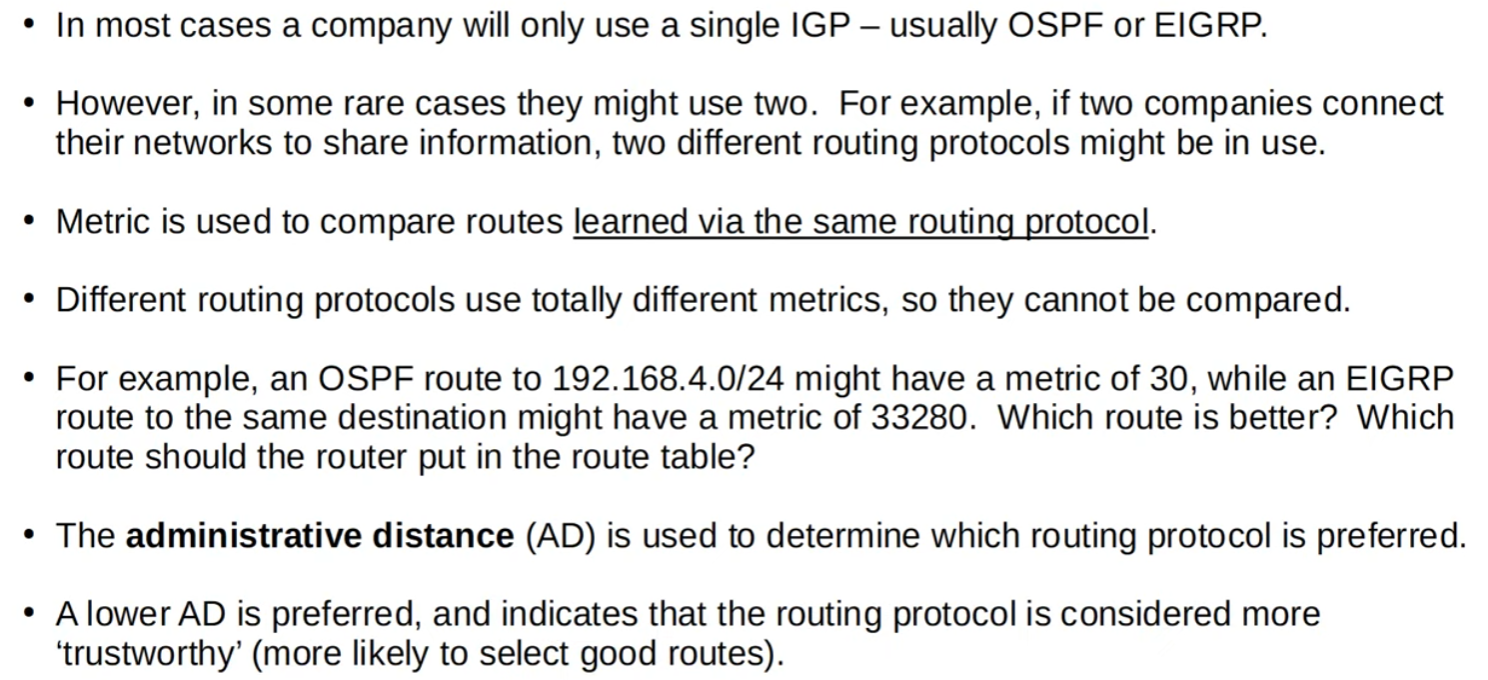 • In most cases a company will only use a single IGP – usually OSPF or EIGRP.
• However, in some rare cases they might use two.  For example, if two companies connect
their networks to share information, two different routing protocols might be in use.
• Metric is used to compare routes learned via the same routing protocol.
• Different routing protocols use totally different metrics, so they cannot be compared.
• For example, an OSPF route to 192.168.4.0/24 might have a metric of 30, while an EIGRP
route to the same destination might have a metric of 33280.  Which route is better?  Which
route should the router put in the route table?
• The administrative distance (AD) is used to determine which routing protocol is preferred.
• A lower AD is preferred, and indicates that the routing protocol is considered more
‘trustworthy’ (more likely to select good routes).